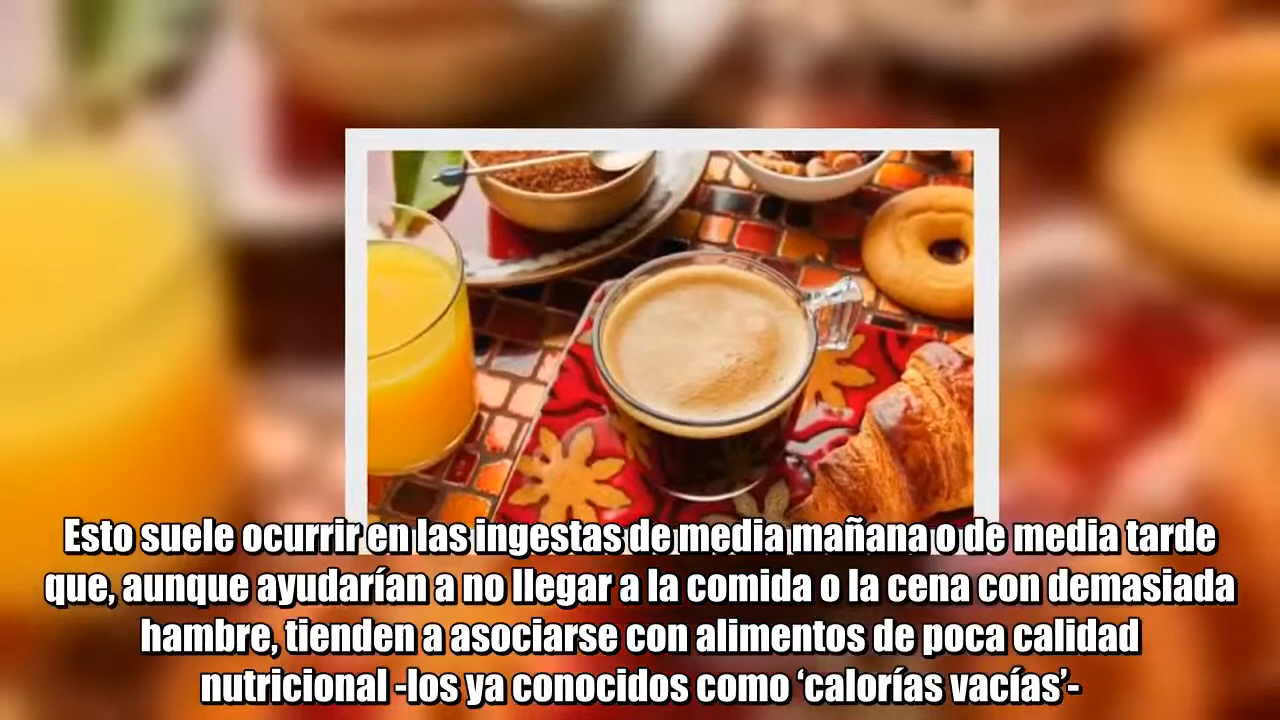 Esto suele ocurrir en las ingestas de media mañana o de media tarde
que, aunque ayudarían a no llegar a la comida o la cena con demasiada
hambre, tienden a asociarse con alimentos de poca calidad
nutricional -los ya conocidos como ‘calorías vacías’-